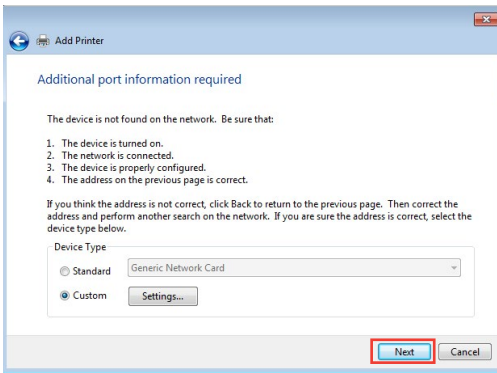 Add Printer
Additional port information required
The device is not found on the network. Be sure that:
1. The device is turned on.
2. The network is connected.
3. The device is properly configured.
4. The address on the previous page is correct.
If you think the address is not correct, click Back to return to the previous page. Then correct the
address and perform another search on the network. If you are sure the address is correct, select the
device type below.
Device Type
Standard Generic Network Card
Custom Settings...
Next Cancel